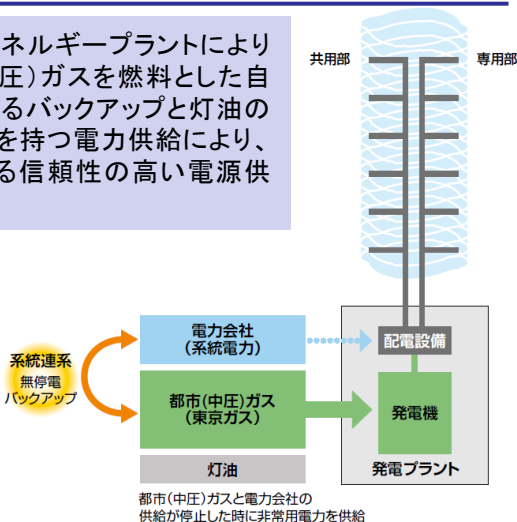 ネルギープラントにより
圧)ガスを燃料とした自
るバックアップと灯油の
を持つ電力供給により、
る信頼性の高い電源供
共用部
専用部
電力会社
(系統電力)
配電設備
系統連系
無停電
バックアップ
都市(中圧)ガス
(東京ガス)
発電機
灯油
発電プラント
都市(中圧)ガスと電力会社の
供給が停止した時に非常用電力を供給